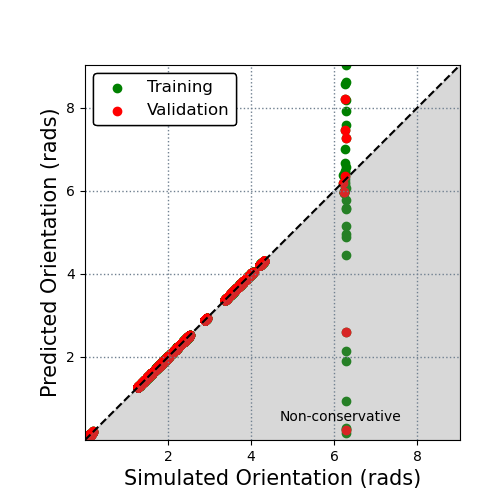 Training
Validation
8
6
4
2
Predicted Orientation (rads)
Non-conservative
2
4
6
8
Simulated Orientation (rads)